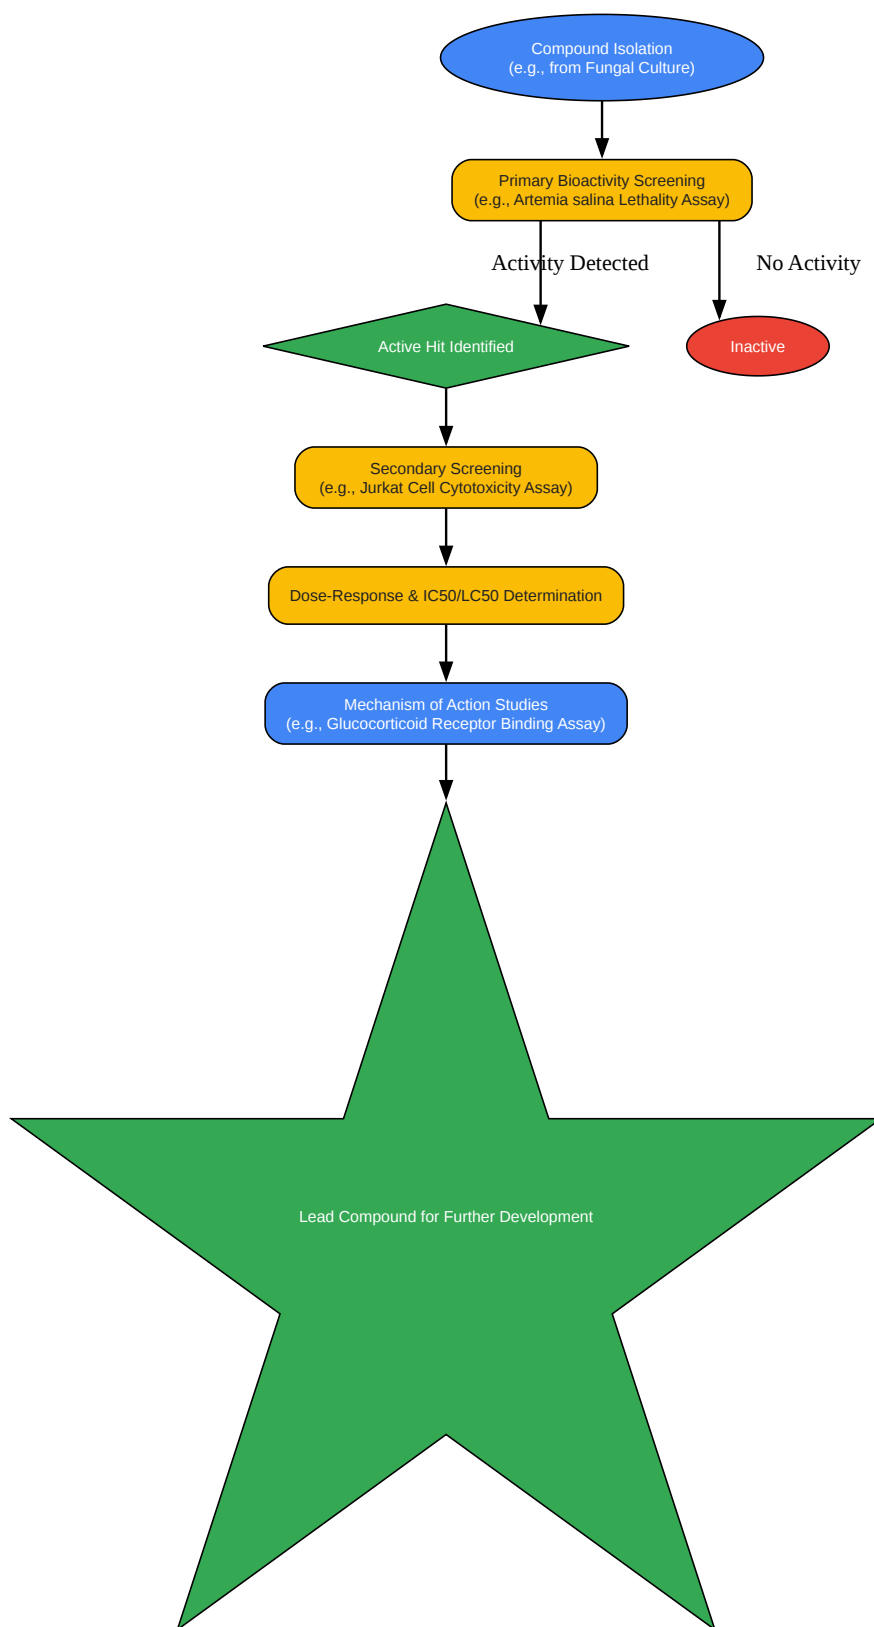 Compound Isolation
(e.g., from Fungal Culture)
Primary Bioactivity Screening
(e.g., Artemia salina Lethality Assay)
Activity Detected
No Activity
Active Hit Identified
Inactive
Secondary Screening
(e.g., Jurkat Cell Cytotoxicity Assay)
Dose-Response & IC50/LC50 Determination
Mechanism of Action Studies
(e.g., Glucocorticoid Receptor Binding Assay)
Lead Compound for Further Development